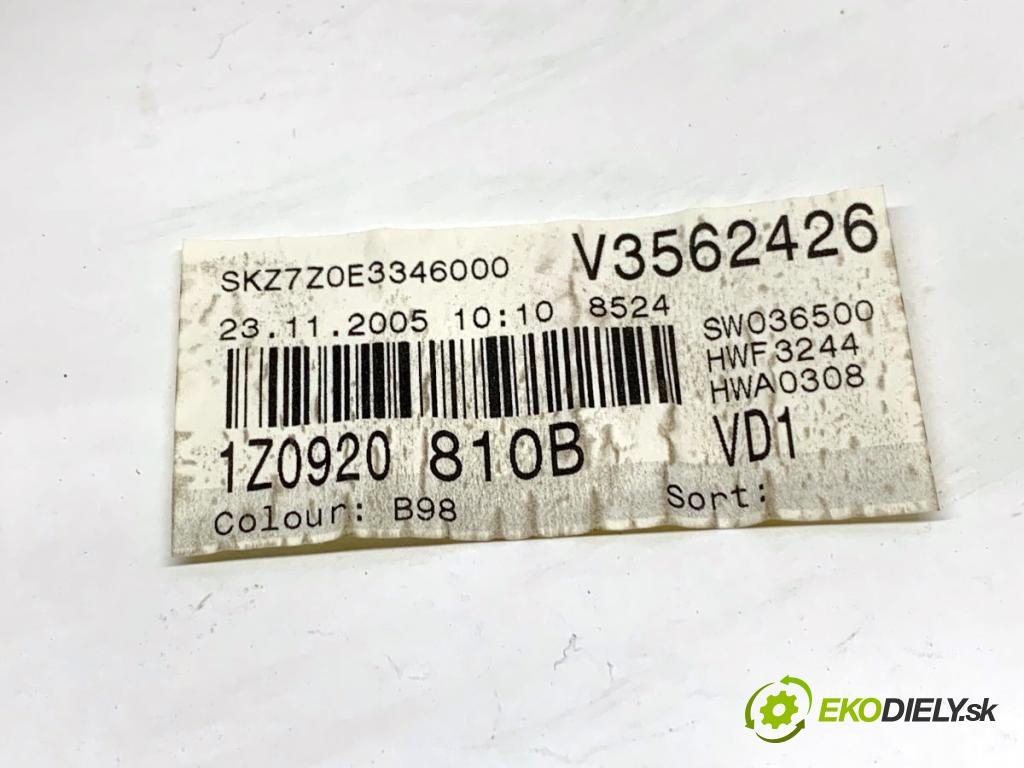 SKZ7Z0E3346000 V3562426
23.11.2005 10:10 8524
SW036500
HWF3244
HWA0308
1Z0920 810B VD1
Colour: B98 Sort:
EKODIELY.sk